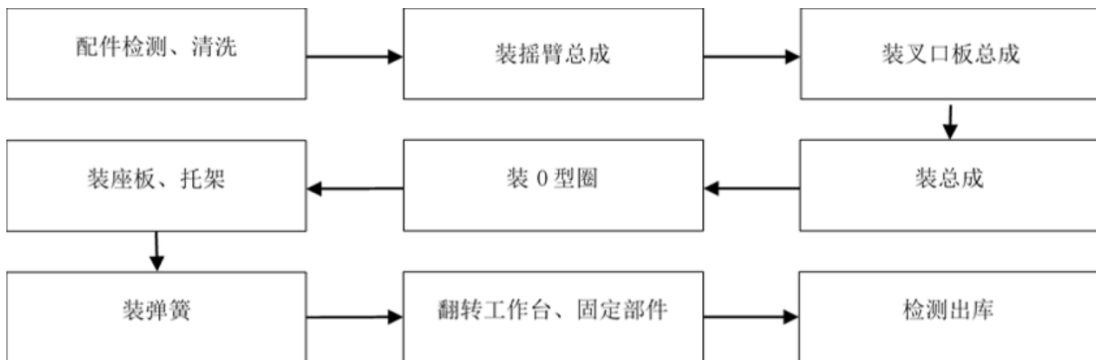 配件检测、清洗
装摇臂总成
装叉口板总成
装总成
装 O 型圈
装座板、托架
装弹簧
翻转工作台、固定部件
检测出库